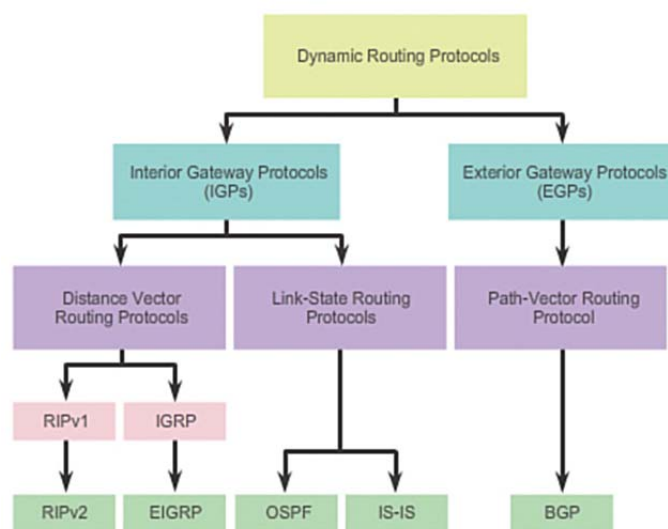 Dynamic Routing Protocols
Interior Gateway Protocols
(IGPs)
Exterior Gateway Protocols
(EGPs)
Distance Vector
Routing Protocols
Link-State Routing
Protocols
Path-Vector Routing
Protocol
RIPv1
IGRP
RIPv2
EIGRP
OSPF
IS-IS
BGP